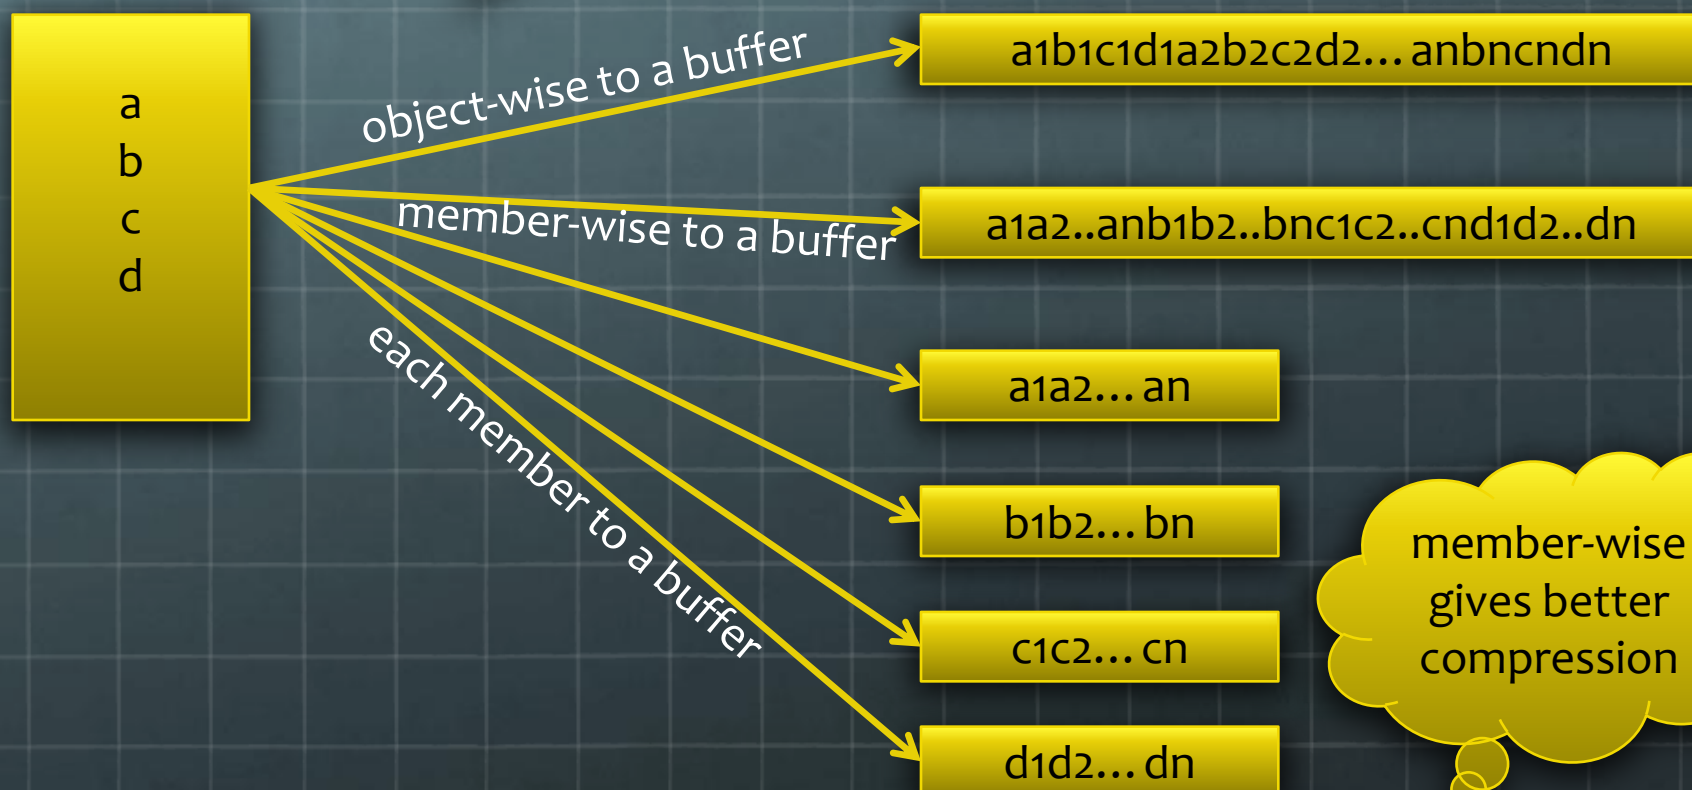 a
b
c
d
object-wise to a buffer
a1b1c1d1a2b2c2d2... anbncndn
member-wise to a buffer
a1a2..anb1b2..bnc1c2..cnd1d2..dn
each member to a buffer
a1a2... an
b1b2... bn
c1c2... cn
d1d2... dn
member-wise
gives better
compression